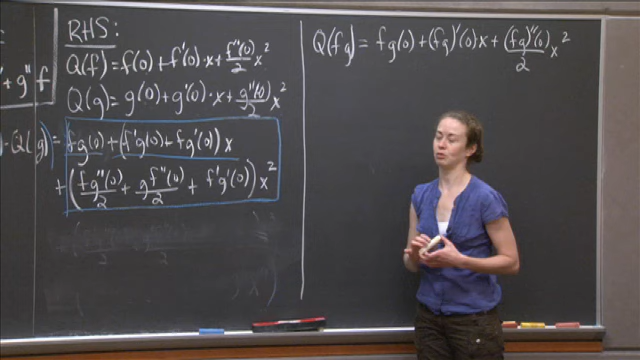 RHS:
Q(f) = f(0) + f'(0)·x + f''(0)/2 x²
Q(g) = g(0) + g'(0)·x + g''(0)/2 x²
' + g'' f
· Q(g) = fg(0) + (f'g(0) + fg'(0)) x
+ (fg''(0)/2 + gf''(0)/2 + f'g'(0)) x²
Q(fg) = fg(0) + (fg)'(0)x + (fg)''(0)/2 x²